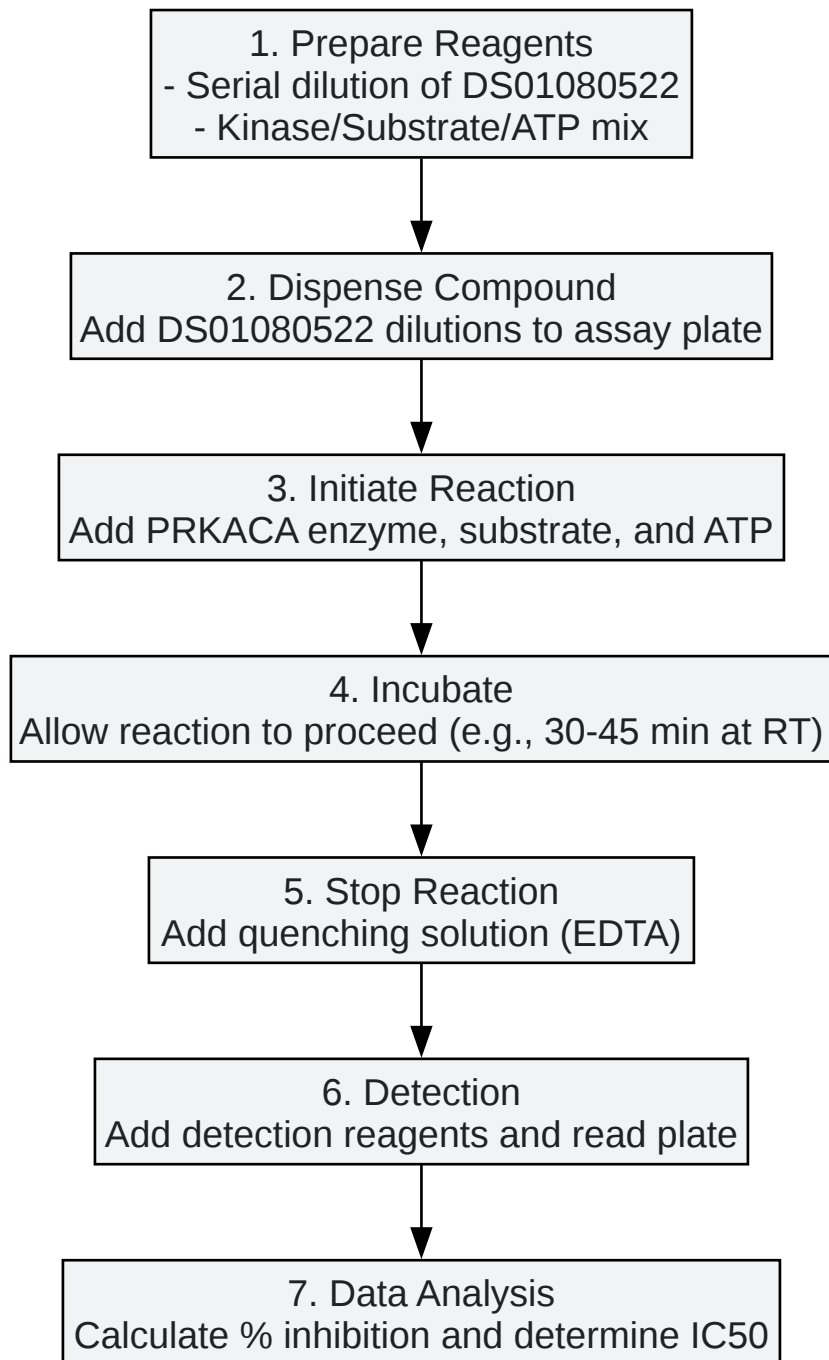 1. Prepare Reagents
- Serial dilution of DS01080522
- Kinase/Substrate/ATP mix
2. Dispense Compound
Add DS01080522 dilutions to assay plate
3. Initiate Reaction
Add PRKACA enzyme, substrate, and ATP
4. Incubate
Allow reaction to proceed (e.g., 30-45 min at RT)
5. Stop Reaction
Add quenching solution (EDTA)
6. Detection
Add detection reagents and read plate
7. Data Analysis
Calculate % inhibition and determine IC50